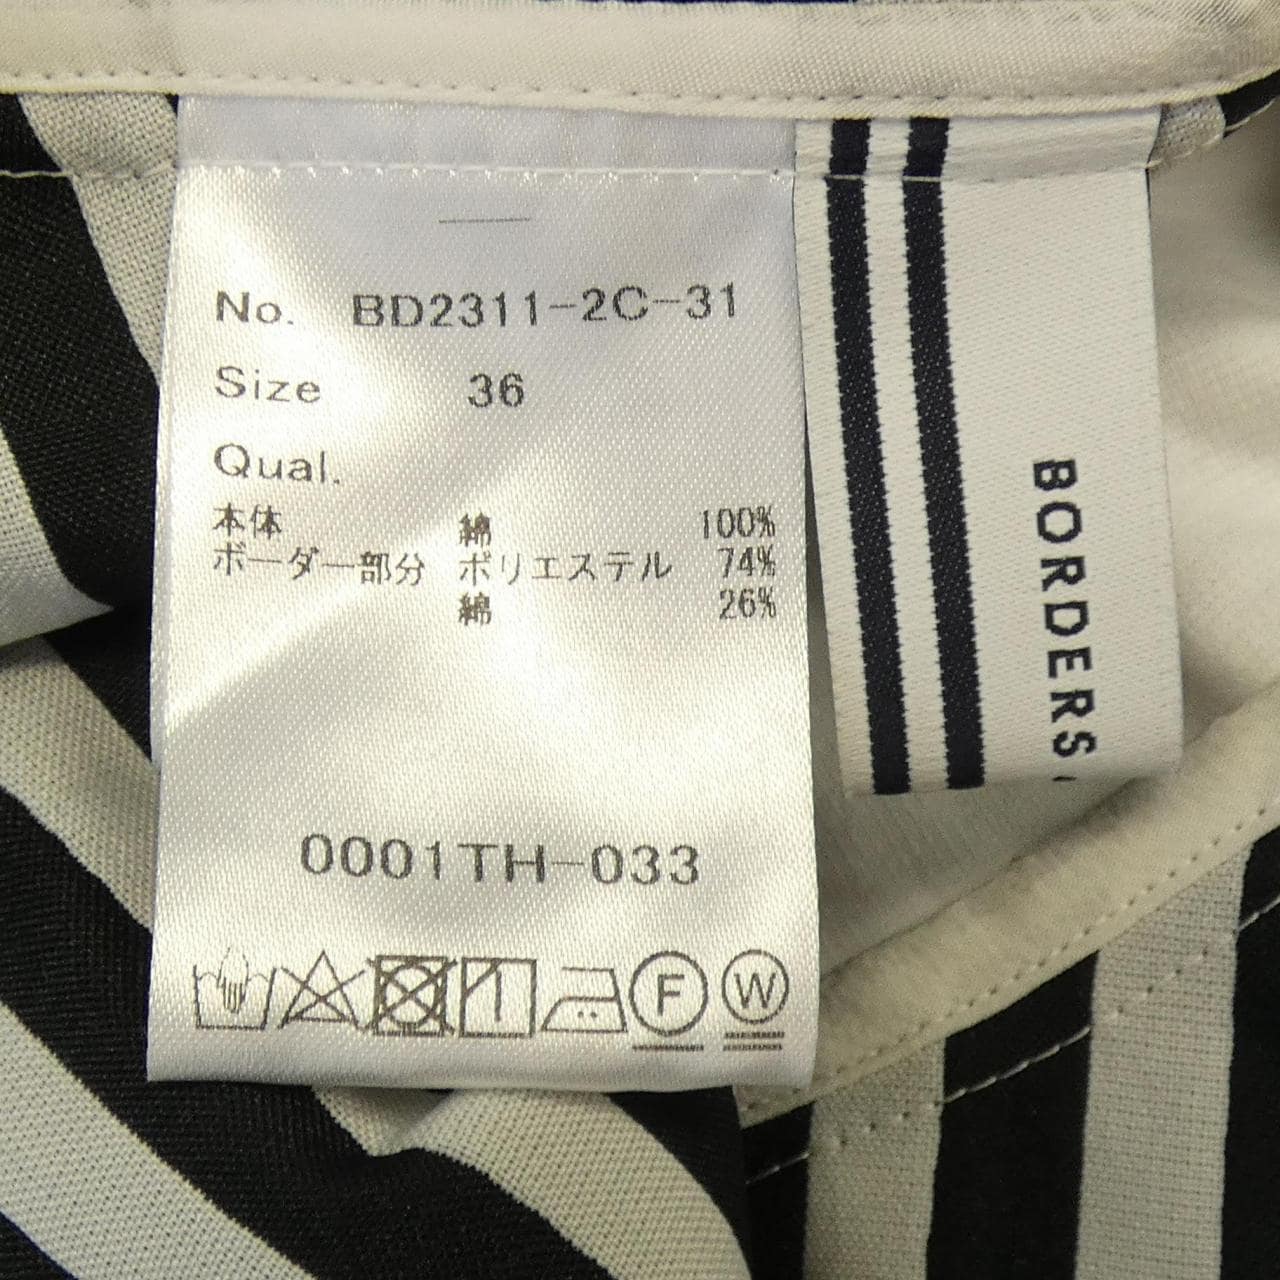 No. BD2311-2C-31
Size 36
Qual.
本体 綿 100%
ボーダー部分 ポリエステル 74%
綿 26%
0001TH-033
F W
BORDERS